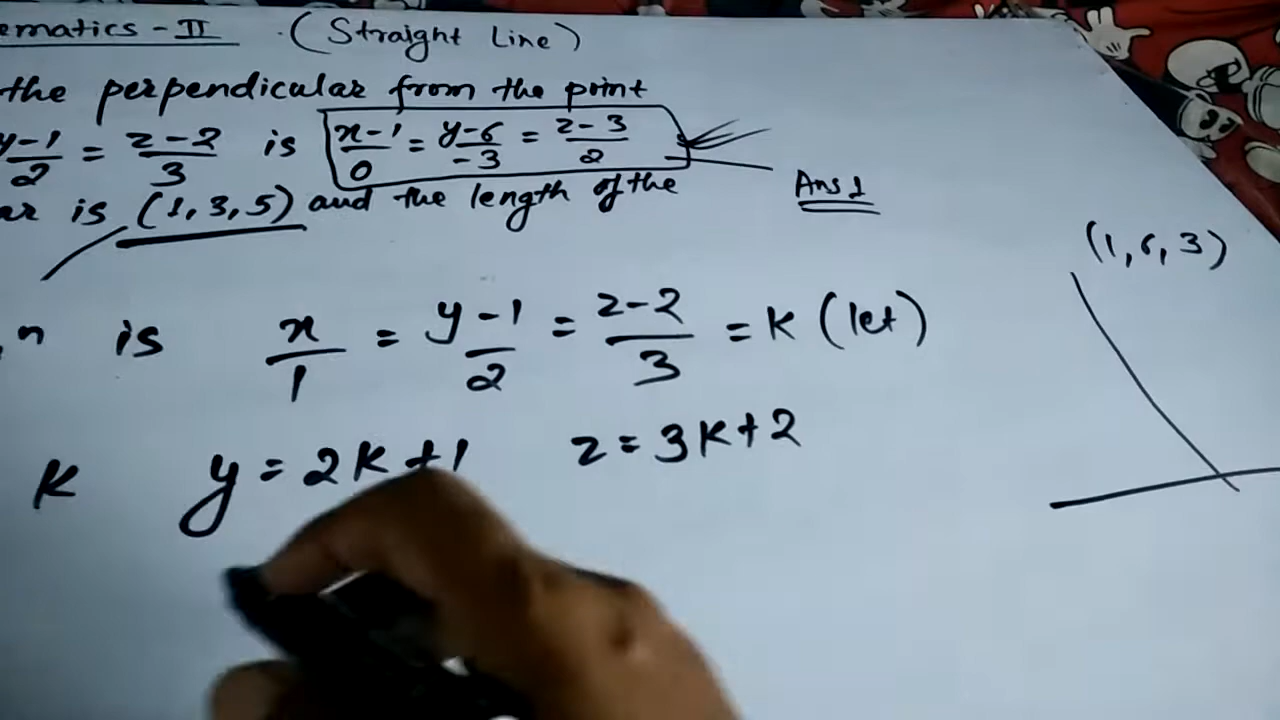 ematics - II (Straight Line)
the perpendicular from the point
y-1/2 = z-2/3 is x-1/0 = y-6/-3 = z-3/2
ar is (1, 3, 5) and the length of the
Ans 1
(1, 6, 3)
n is x/1 = y-1/2 = z-2/3 = K (let)
K y = 2K+1 z = 3K+2